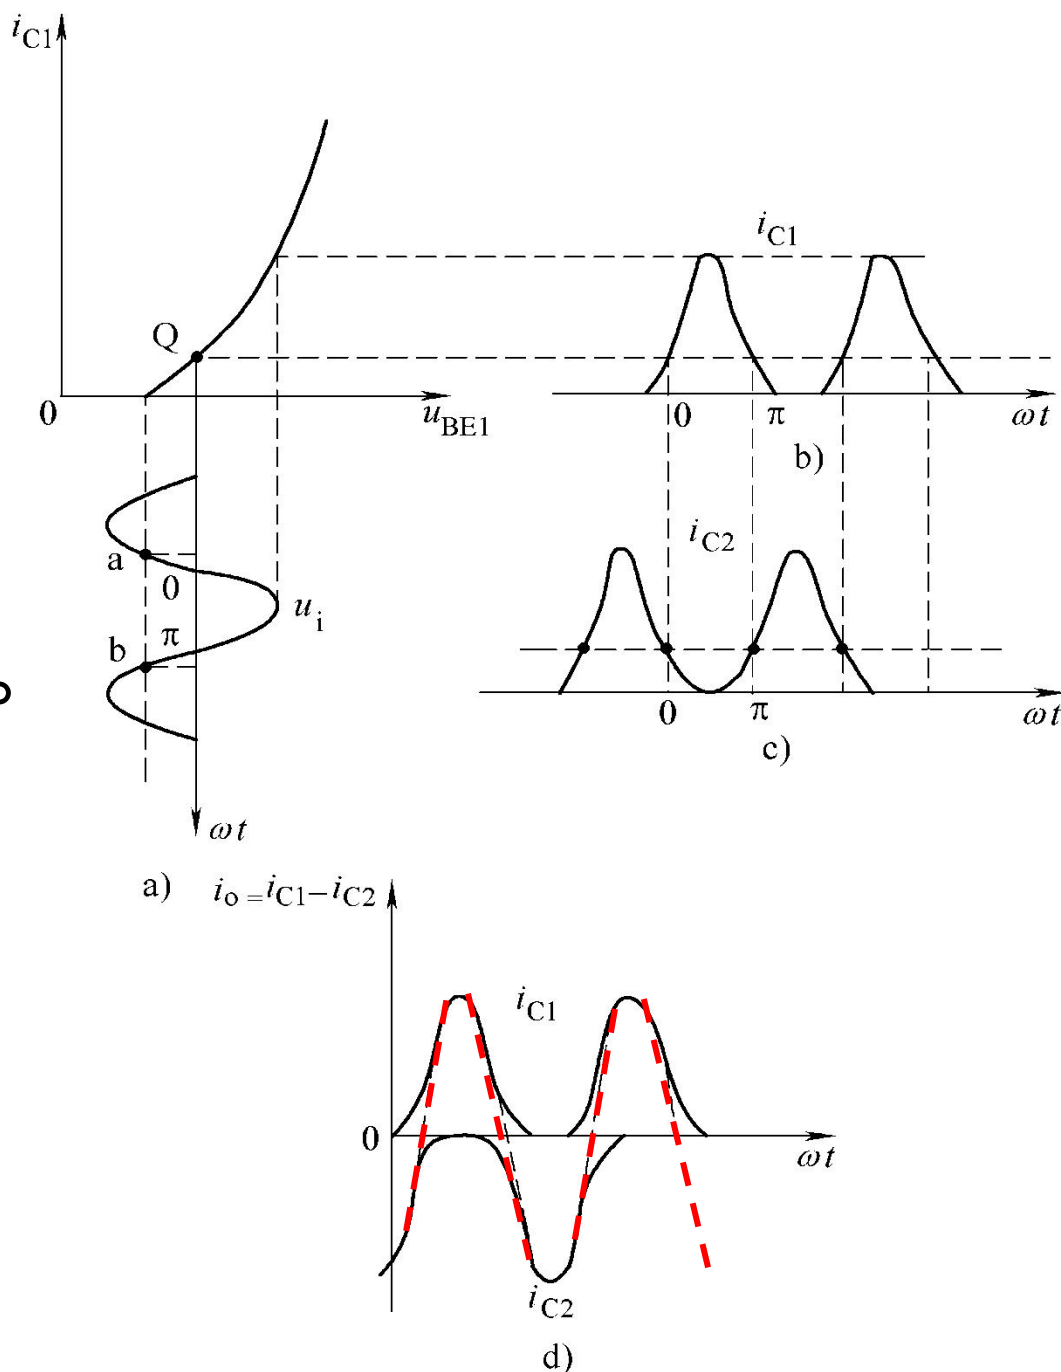 i_C1
i_C1
Q
0
u_BE1
0
π
ωt
b)
i_C2
a
0
u_i
π
b
0
π
ωt
c)
ωt
a)
i_o = i_C1 − i_C2
i_C1
0
ωt
i_C2
d)